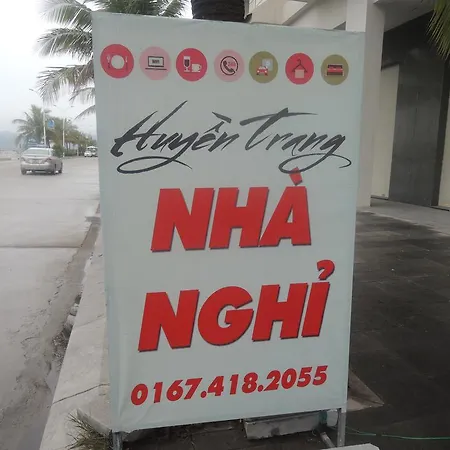 Huyền Trang
NHÀ
NGHỈ
0167.418.2055